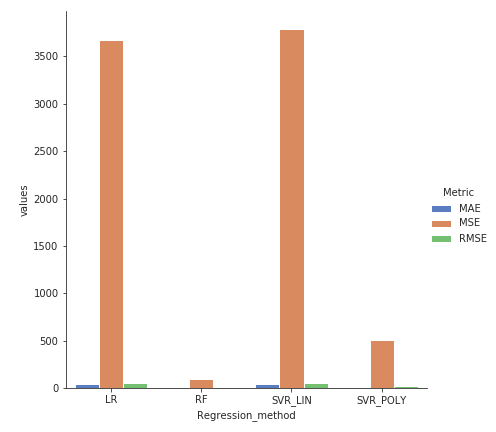 3500
3000
2500
2000
1500
1000
500
0
values
LR
RF
SVR_LIN
SVR_POLY
Regression_method
Metric
MAE
MSE
RMSE